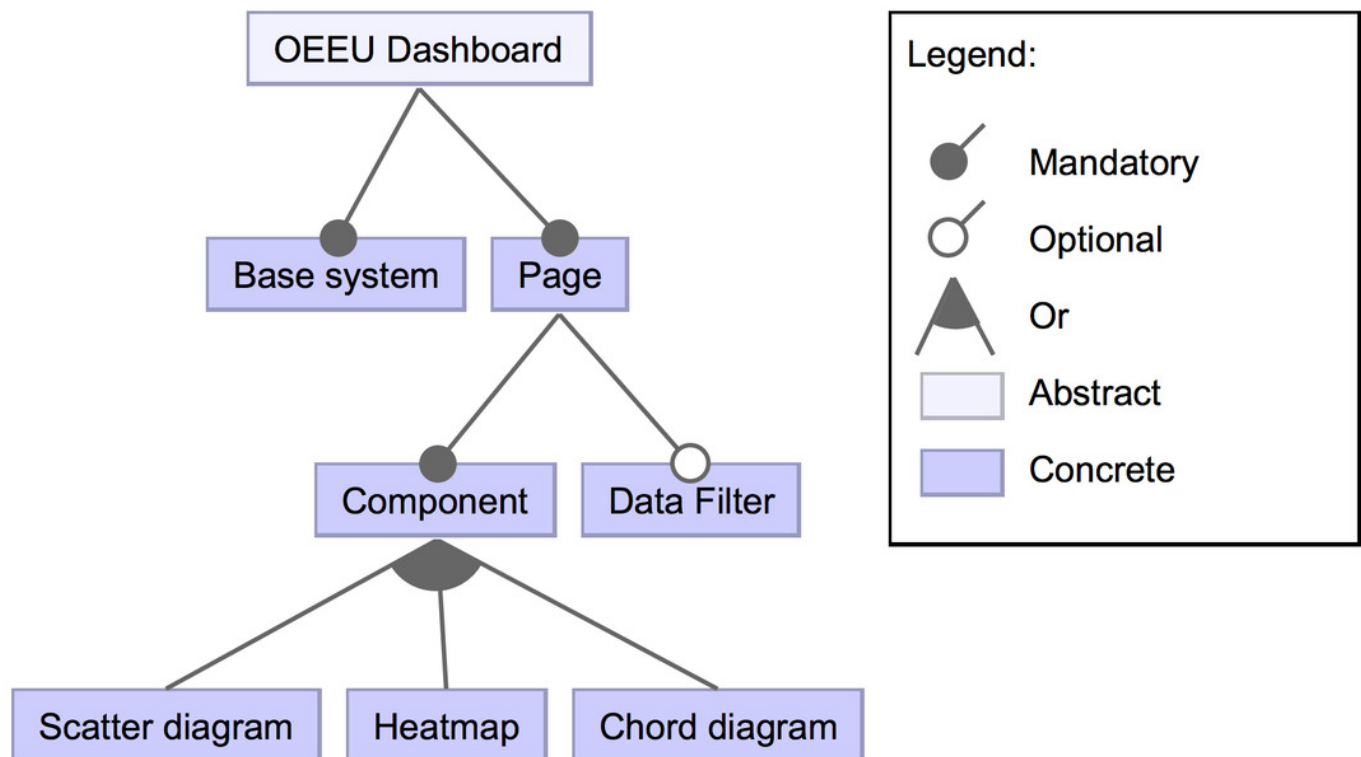 OEEU Dashboard
Base system
Page
Component
Data Filter
Scatter diagram
Heatmap
Chord diagram
Legend:
Mandatory
Optional
Or
Abstract
Concrete